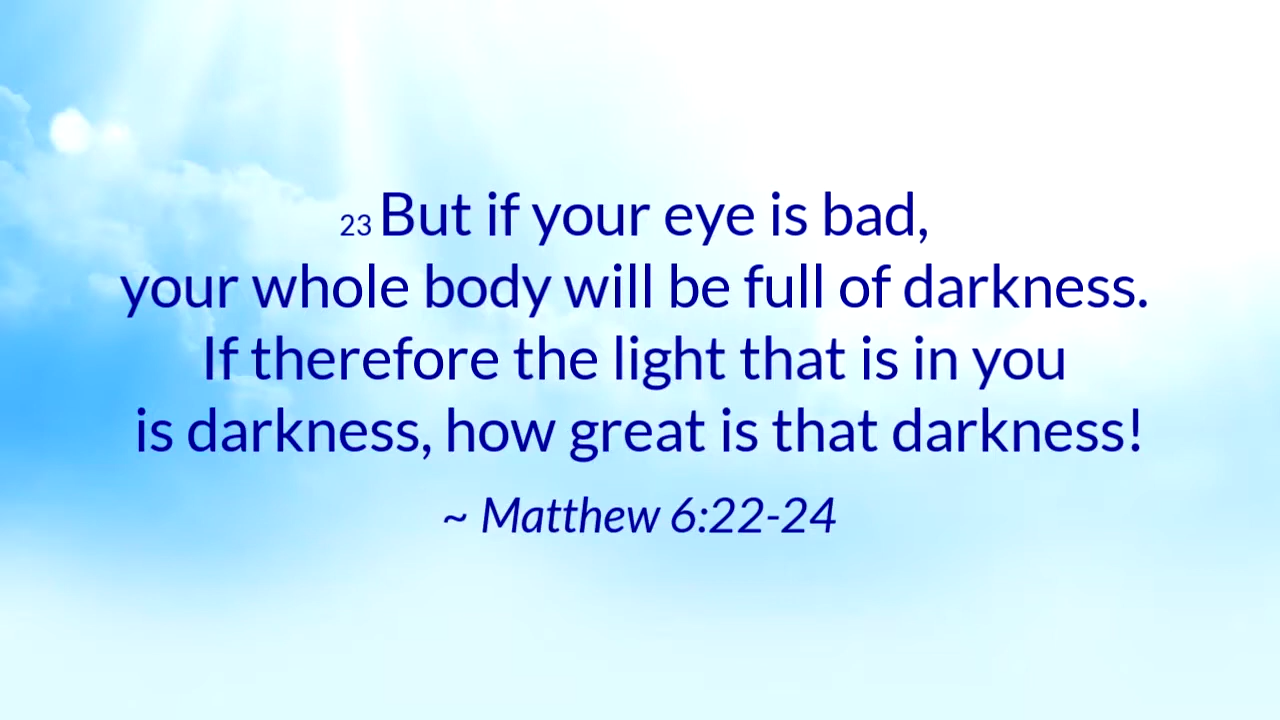 23 But if your eye is bad,
your whole body will be full of darkness.
If therefore the light that is in you
is darkness, how great is that darkness!
~ Matthew 6:22-24